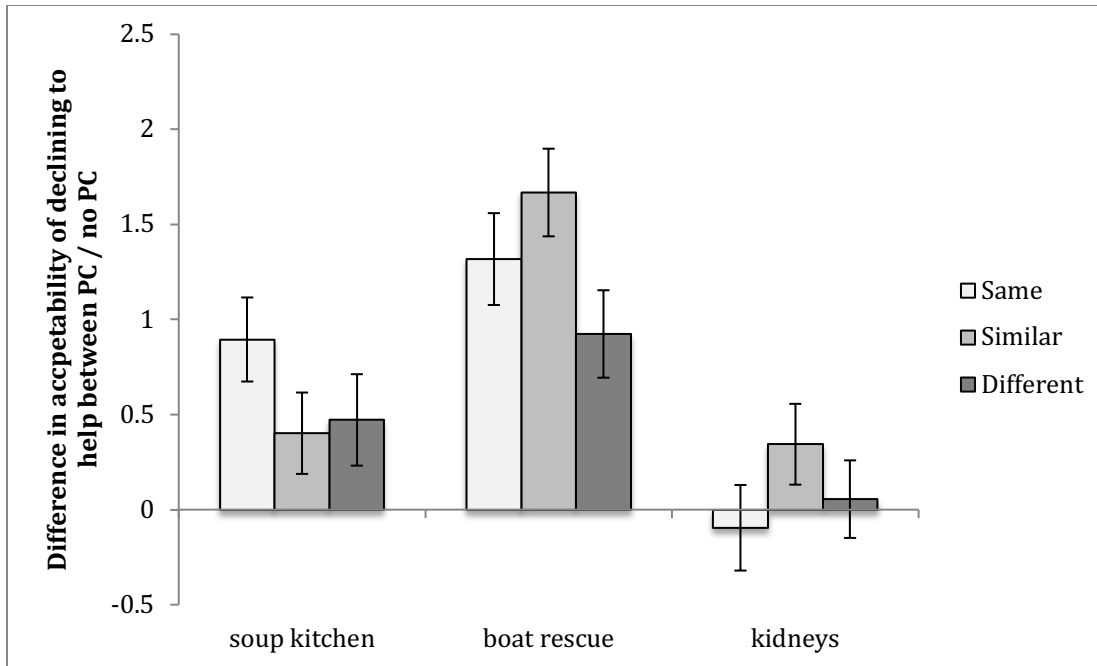 Difference in accpetability of declining to
help between PC / no PC
2.5
2
1.5
1
0.5
0
-0.5
soup kitchen
boat rescue
kidneys
Same
Similar
Different